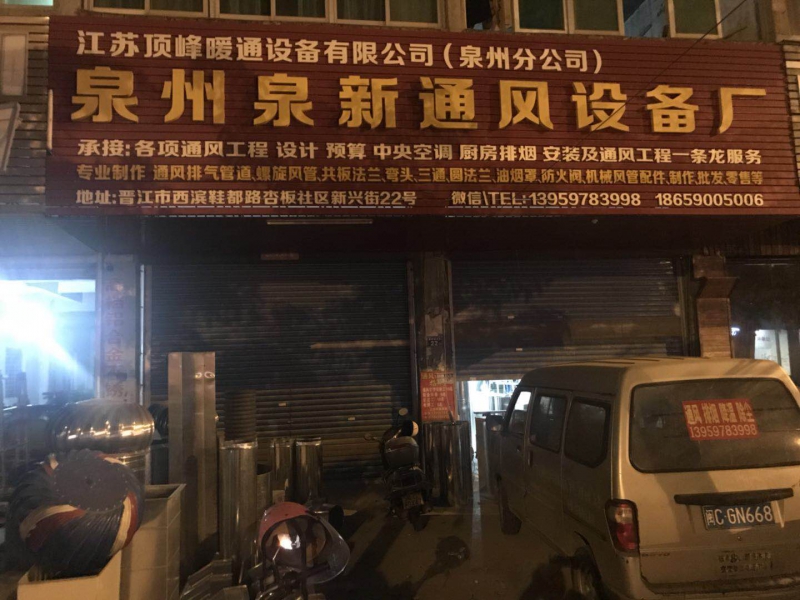 江苏顶峰暖通设备有限公司（泉州分公司）
泉州泉新通风设备厂
承接:各项通风工程 设计 预算 中央空调 厨房排烟 安装及通风工程一条龙服务
专业制作 通风排气管道,螺旋风管,共板法兰,弯头,三通,圆法兰,油烟罩,防火阀,机械风管配件,制作,批发,零售等
地址:晋江市西滨鞋都路杏板社区新兴街22号 微信\TEL:13959783998 18659005006
13959783998
闽C·GN668